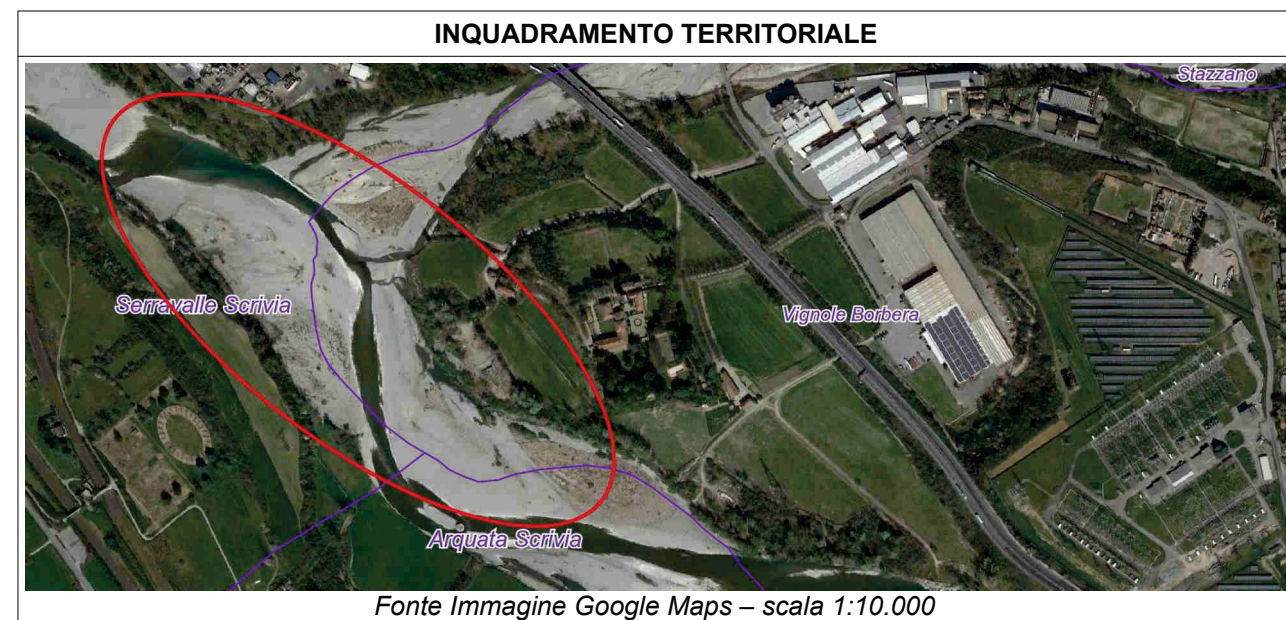 INQUADRAMENTO TERRITORIALE
Stazzano
Serravalle Scrivia
Vignole Borbera
Arquata Scrivia
Fonte Immagine Google Maps – scala 1:10.000